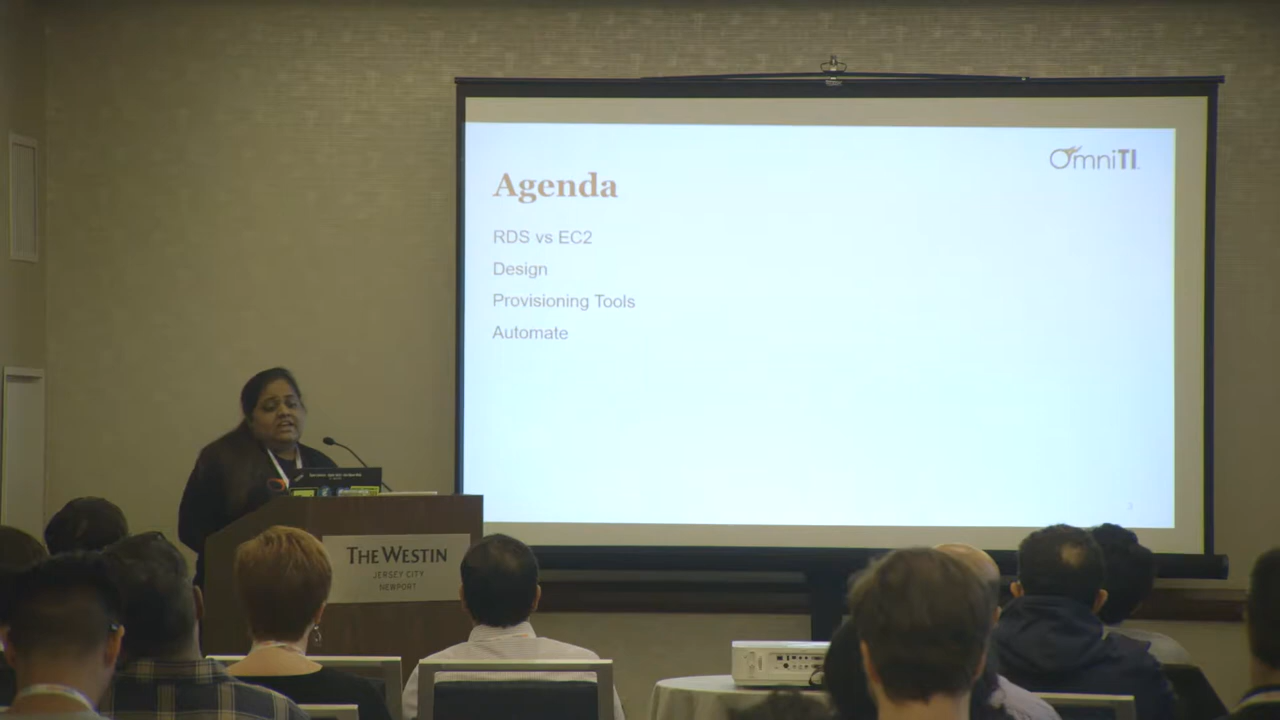 OmniTI
Agenda
RDS vs EC2
Design
Provisioning Tools
Automate
THE WESTIN
JERSEY CITY
NEWPORT